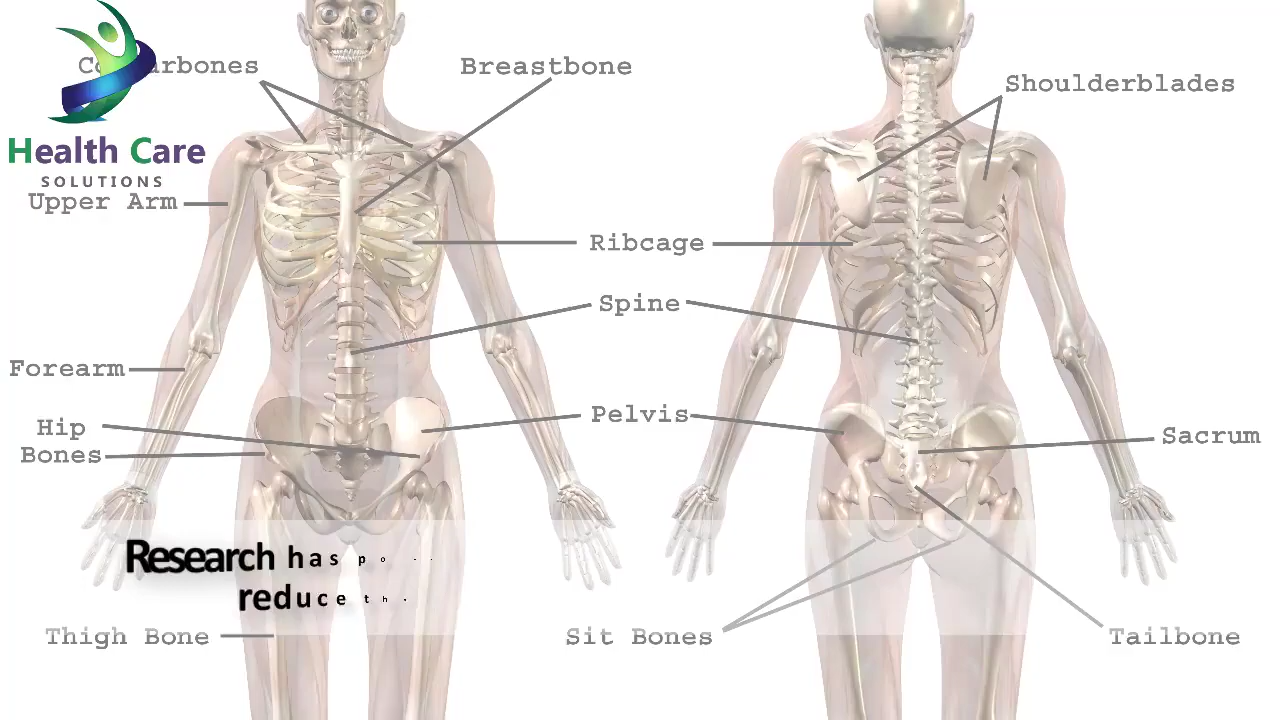 Collarbones
Breastbone
Shoulderblades
Health Care
SOLUTIONS
Upper Arm
Ribcage
Spine
Forearm
Pelvis
Hip
Bones
Sacrum
Research has
reduce
Thigh Bone
Sit Bones
Tailbone